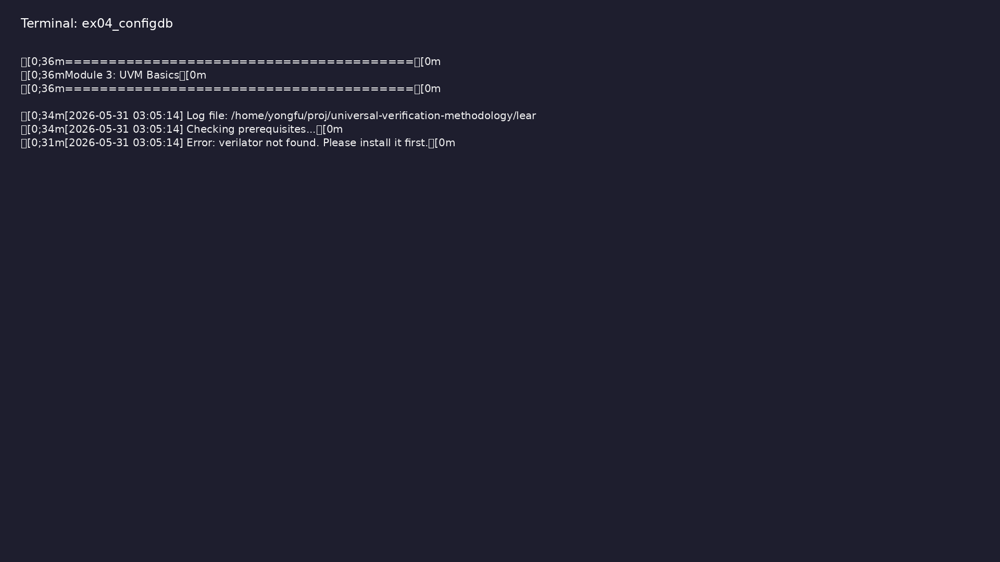 Terminal: ex04_configdb
▯[0;36m========================================▯[0m
▯[0;36mModule 3: UVM Basics▯[0m
▯[0;36m========================================▯[0m
▯[0;34m[2026-05-31 03:05:14] Log file: /home/yongfu/proj/universal-verification-methodology/lear
▯[0;34m[2026-05-31 03:05:14] Checking prerequisites...▯[0m
▯[0;31m[2026-05-31 03:05:14] Error: verilator not found. Please install it first.▯[0m